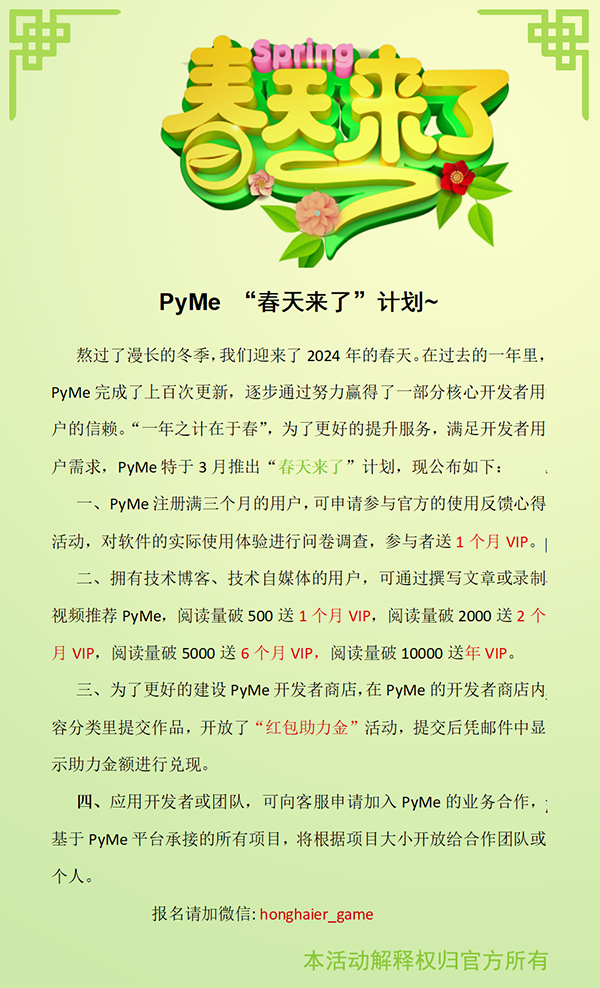 Spring
春天来了
PyMe “春天来了”计划~
熬过了漫长的冬季，我们迎来了 2024 年的春天。在过去的一年里，
PyMe 完成了上百次更新，逐步通过努力赢得了一部分核心开发者用
户的信赖。“一年之计在于春”，为了更好的提升服务，满足开发者用
户需求，PyMe 特于 3 月推出“春天来了”计划，现公布如下：
一、PyMe 注册满三个月的用户，可申请参与官方的使用反馈心得
活动，对软件的实际使用体验进行问卷调查，参与者送 1 个月 VIP。
二、拥有技术博客、技术自媒体的用户，可通过撰写文章或录制
视频推荐 PyMe，阅读量破 500 送 1 个月 VIP，阅读量破 2000 送 2 个
月 VIP，阅读量破 5000 送 6 个月 VIP，阅读量破 10000 送年 VIP。
三、为了更好的建设 PyMe 开发者商店，在 PyMe 的开发者商店内
容分类里提交作品，开放了“红包助力金”活动，提交后凭邮件中显
示助力金额进行兑现。
四、应用开发者或团队，可向客服申请加入 PyMe 的业务合作，
基于 PyMe 平台承接的所有项目，将根据项目大小开放给合作团队或
个人。
报名请加微信: honghaier_game
本活动解释权归官方所有